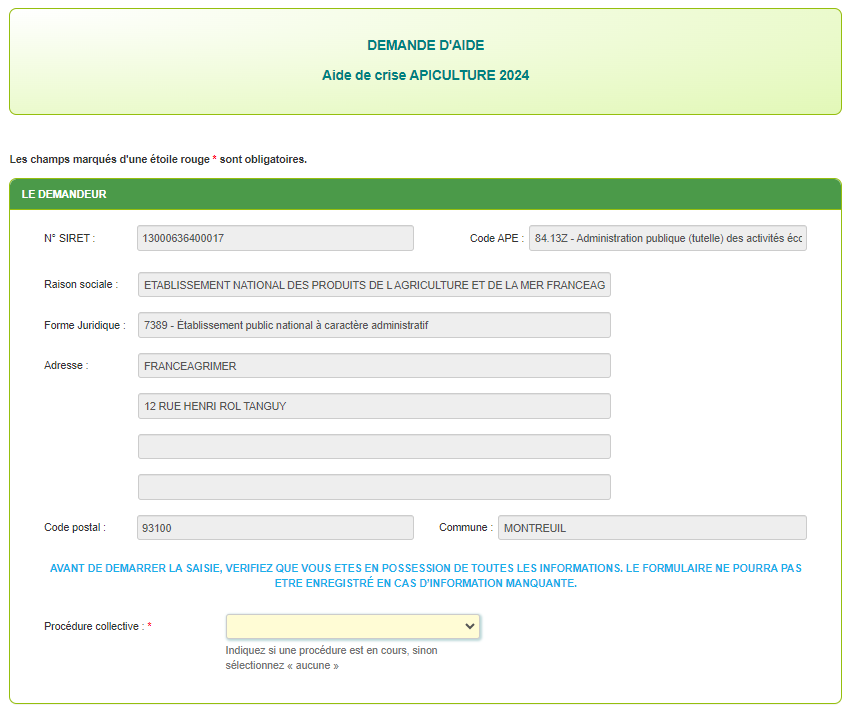 DEMANDE D'AIDE
Aide de crise APICULTURE 2024
Les champs marqués d'une étoile rouge * sont obligatoires.
LE DEMANDEUR
N° SIRET : 13000636400017 Code APE : 84.13Z - Administration publique (tutelle) des activités écc
Raison sociale : ETABLISSEMENT NATIONAL DES PRODUITS DE L AGRICULTURE ET DE LA MER FRANCEAG
Forme Juridique : 7389 - Établissement public national à caractère administratif
Adresse : FRANCEAGRIMER
12 RUE HENRI ROL TANGUY
Code postal : 93100 Commune : MONTREUIL
AVANT DE DEMARRER LA SAISIE, VERIFIEZ QUE VOUS ETES EN POSSESSION DE TOUTES LES INFORMATIONS. LE FORMULAIRE NE POURRA PAS
ETRE ENREGISTRÉ EN CAS D'INFORMATION MANQUANTE.
Procédure collective : *
Indiquez si une procédure est en cours, sinon
sélectionnez « aucune »